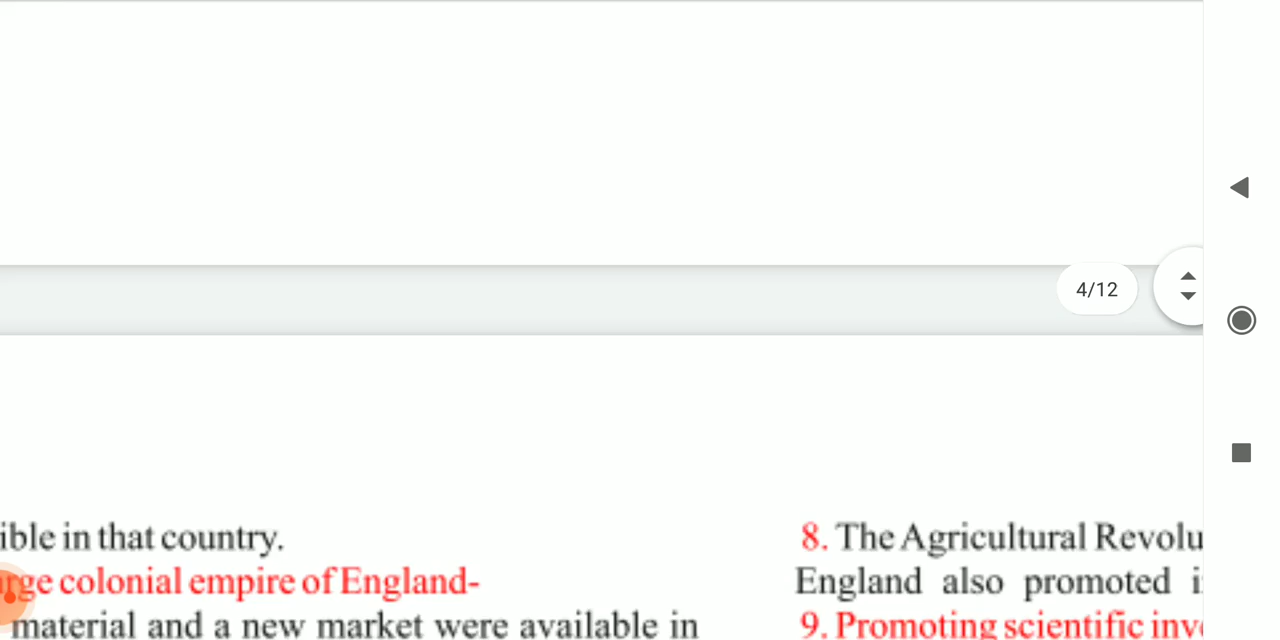 4/12
ible in that country.
rge colonial empire of England-
material and a new market were available in
8. The Agricultural Revolu
England also promoted i
9. Promoting scientific inv